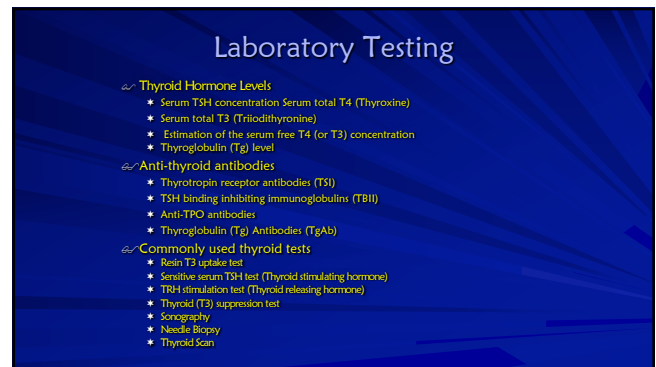 Laboratory Testing
Thyroid Hormone Levels
Serum TSH concentration Serum total T4 (Thyroxine)
Serum total T3 (Triiodithyronine)
Estimation of the serum free T4 (or T3) concentration
Thyroglobulin (Tg) level
Anti-thyroid antibodies
Thyrotropin receptor antibodies (TSI)
TSH binding inhibiting immunoglobulins (TBII)
Anti-TPO antibodies
Thyroglobulin (Tg) Antibodies (TgAb)
Commonly used thyroid tests
Resin T3 uptake test
Sensitive serum TSH test (Thyroid stimulating hormone)
TRH stimulation test (Thyroid releasing hormone)
Thyroid (T3) suppression test
Sonography
Needle Biopsy
Thyroid Scan